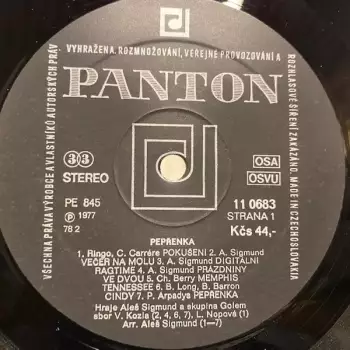 VŠECHNA PRÁVA VÝROBCE A VLASTNÍKU AUTORSKÝCH PRÁV VYHRAŽENA. ROZMNOŽOVÁNÍ, VEŘEJNÉ PROVOZOVÁNÍ A ROZHLASOVÉ ŠÍŘENÍ ZAKÁZÁNO. MADE IN CZECHOSLOVAKIA
PANTON
33
STEREO
OSA
OSVU
PE 845
11 0683
Ⓟ 1977
STRANA 1
78 2
Kčs 44,-
PEPŘENKA
1. Ringo, C. Carrére POKUŠENÍ 2. A. Sigmund
VEČER NA MOLU 3. A. Sigmund DIGITÁLNÍ
RAGTIME 4. A. Sigmund PRÁZDNINY
VE DVOU 5. Ch. Berry MEMPHIS
TENNESSEE 6. B. Long, B. Barron
CINDY 7. P. Arpadys PEPŘENKA
Hraje Aleš Sigmund a skupina Golem
sbor V. Kozla (2, 4, 6, 7), L. Nopová (1)
Arr. Aleš Sigmund (1—7)